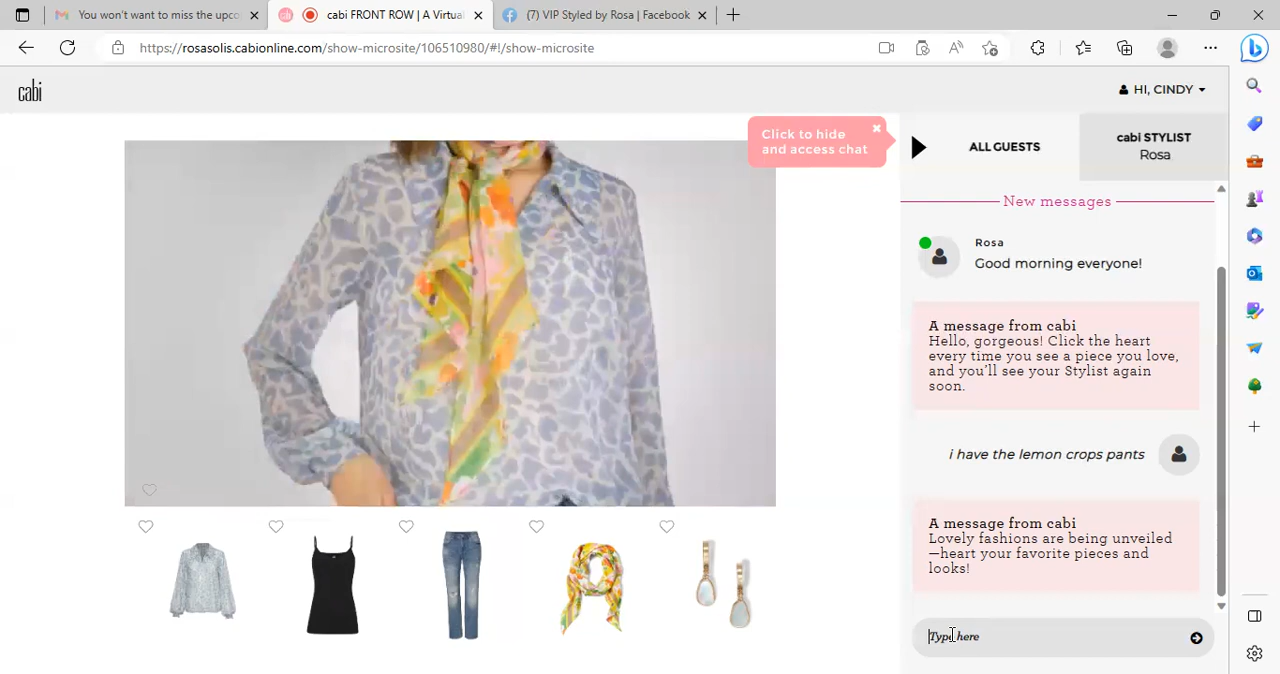 You won't want to miss the upco
cabi FRONT ROW | A Virtual
(7) VIP Styled by Rosa | Facebook
https://rosasolis.cabionline.com/show-microsite/106510980/#!/show-microsite
cabi
HI, CINDY
Click to hide
and access chat
ALL GUESTS
cabi STYLIST
Rosa
New messages
Rosa
Good morning everyone!
A message from cabi
Hello, gorgeous! Click the heart
every time you see a piece you love,
and you'll see your Stylist again
soon.
i have the lemon crops pants
A message from cabi
Lovely fashions are being unveiled
—heart your favorite pieces and
looks!
Type here